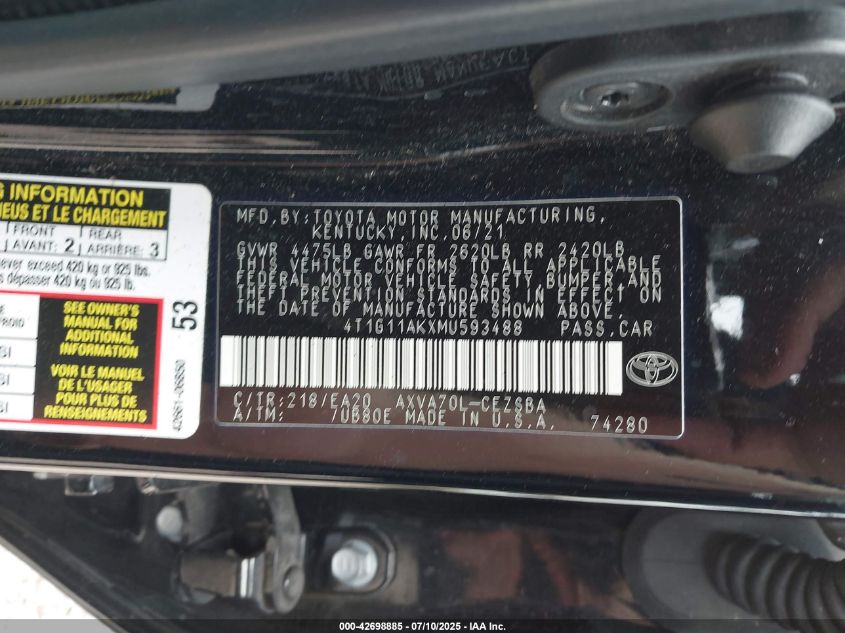 G INFORMATION
NEUS ET LE CHARGEMENT
FRONT REAR
AVANT: 2 ARRIÈRE: 3
never exceed 420 kg or 925 lbs.
dépasser 420 kg ou 925 lb.
SEE OWNER'S
MANUAL FOR
ADDITIONAL
INFORMATION
VOIR LE MANUEL
DE L'USAGER
POUR PLUS DE
RENSEIGNEMENTS
53
42661-06B50
MFD. BY: TOYOTA MOTOR MANUFACTURING,
KENTUCKY, INC. 06/21
GVWR 4475LB GAWR FR 2620LB RR 2420LB
THIS VEHICLE CONFORMS TO ALL APPLICABLE
FEDERAL MOTOR VEHICLE SAFETY, BUMPER, AND
THEFT PREVENTION STANDARDS IN EFFECT ON
THE DATE OF MANUFACTURE SHOWN ABOVE.
4T1G11AKXMU593488 PASS. CAR
C/TR: 218/EA20 AXVA70L-CEZSBA
A/TM: /UB80E MADE IN U.S.A. 74280
000-42698885 - 07/10/2025 - IAA Inc.